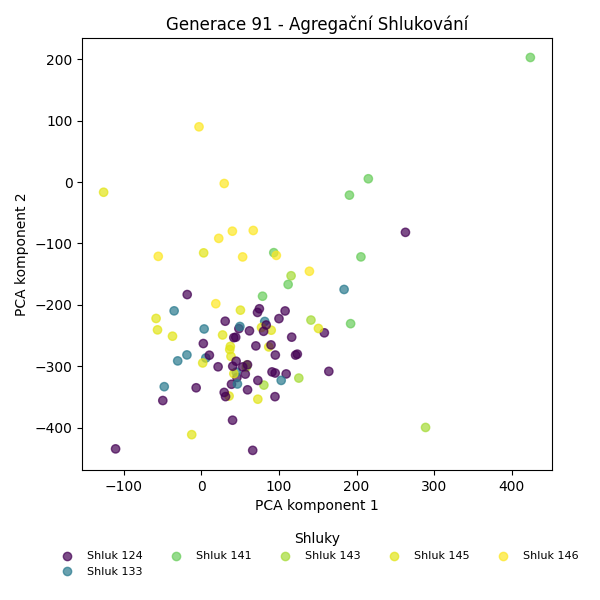 Generace 91 - Agregační Shlukování
200
100
0
−100
−200
−300
−400
PCA komponent 2
−100 0 100 200 300 400
PCA komponent 1
Shluky
Shluk 124 Shluk 141 Shluk 143 Shluk 145 Shluk 146
Shluk 133